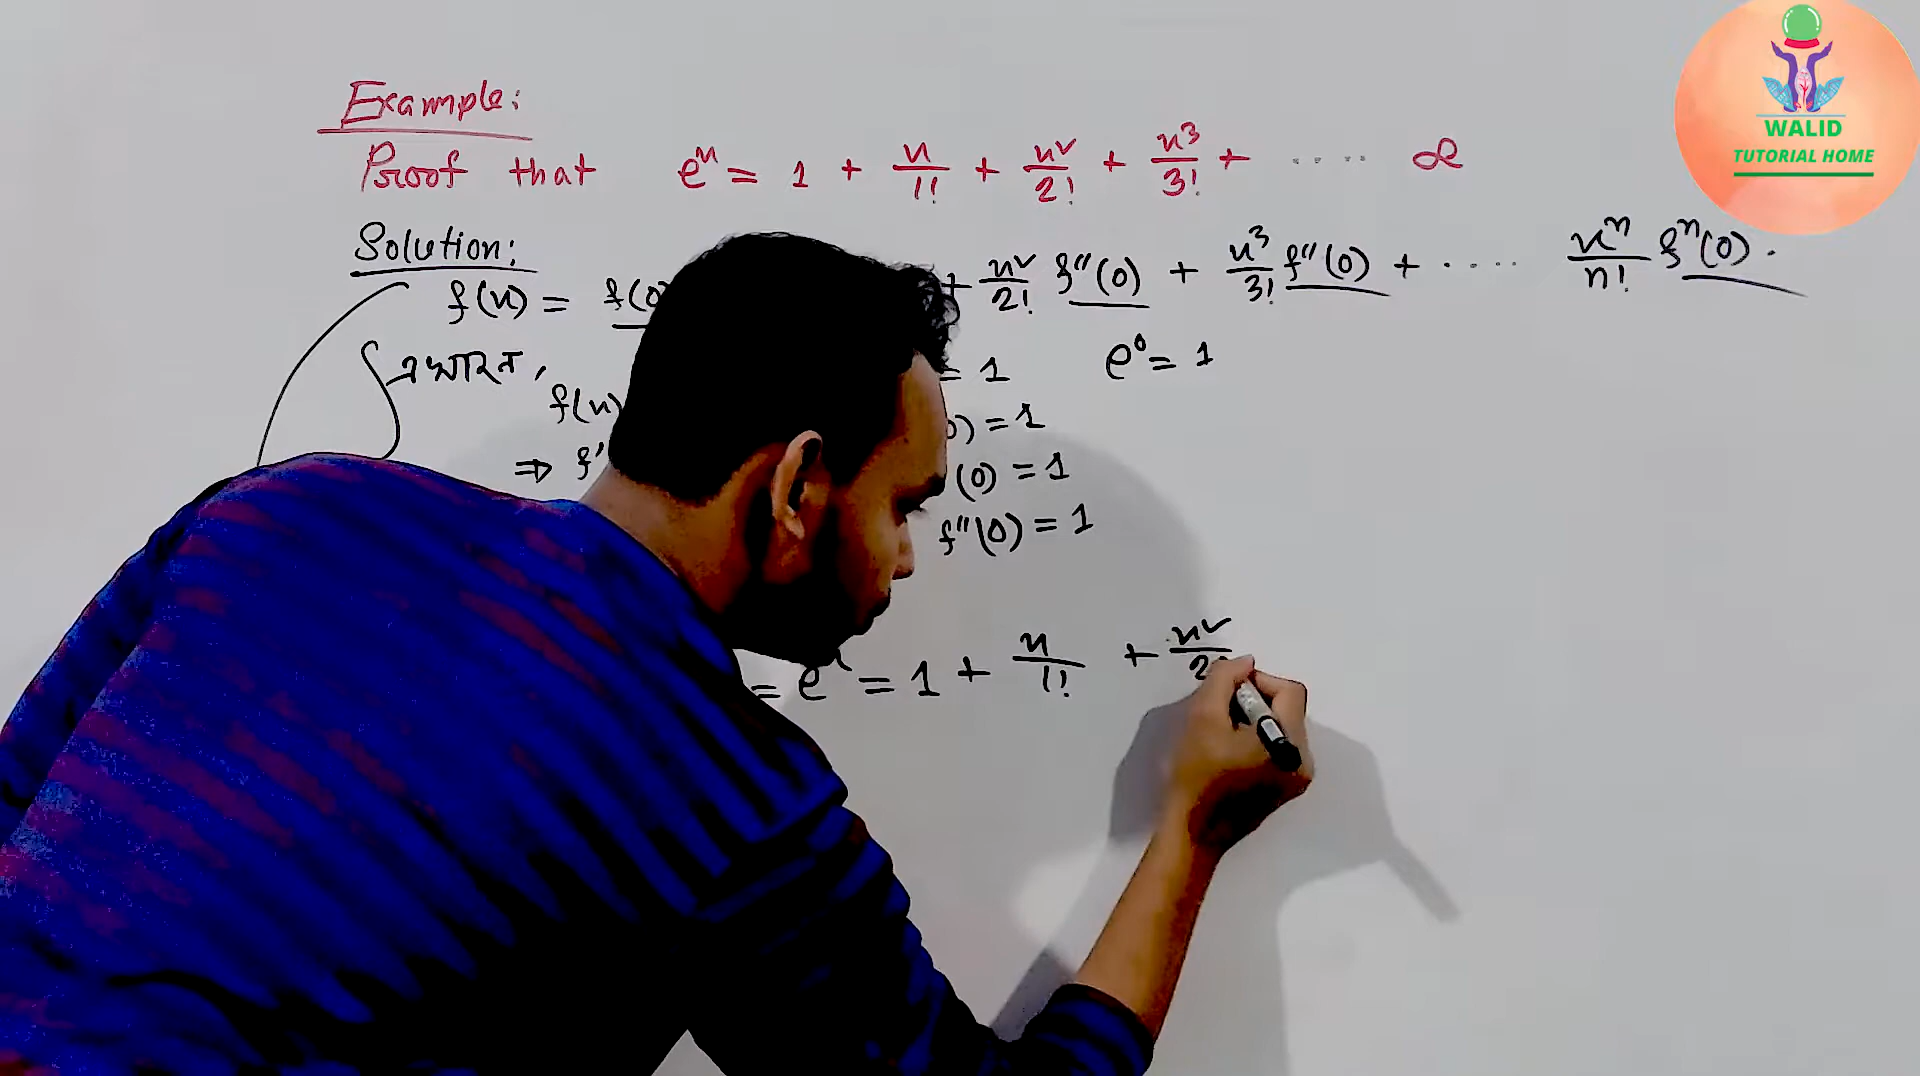 Example:
Proof that e^x = 1 + x/1! + x²/2! + x³/3! + ..... ∞
Solution:
f(x) = f(0) + x²/2! f''(0) + x³/3! f''(0) + ..... xⁿ/n! fⁿ(0).
এখানে, = 1 e⁰ = 1
f(x) 0) = 1
⇒ f' (0) = 1
f''(0) = 1
= e = 1 + x/1! + x²/2
WALID
TUTORIAL HOME